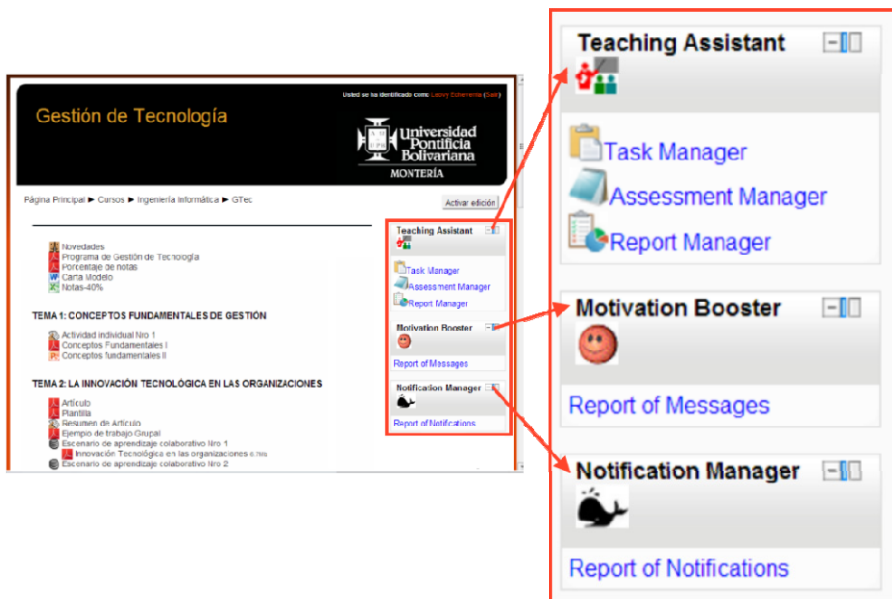 Usted se ha identificado como (Salir)
Gestión de Tecnología
Universidad
Pontificia
Bolivariana
MONTERÍA
Página Principal ► Cursos ► Ingeniería Informática ► GTec
Activar edición
Novedades
Programa de Gestión de Tecnología
Porcentaje de notas
Carta Modelo
Notas-40%
TEMA 1: CONCEPTOS FUNDAMENTALES DE GESTIÓN
Actividad individual Nro 1
Conceptos Fundamentales I
Conceptos fundamentales II
TEMA 2: LA INNOVACIÓN TECNOLÓGICA EN LAS ORGANIZACIONES
Artículo
Plantilla
Resumen de Artículo
Ejemplo de trabajo Grupal
Escenario de aprendizaje colaborativo Nro 1
Innovación Tecnológica en las organizaciones
Escenario de aprendizaje colaborativo Nro 2
Teaching Assistant
Task Manager
Assessment Manager
Report Manager
Motivation Booster
Report of Messages
Notification Manager
Report of Notifications
Teaching Assistant
Task Manager
Assessment Manager
Report Manager
Motivation Booster
Report of Messages
Notification Manager
Report of Notifications